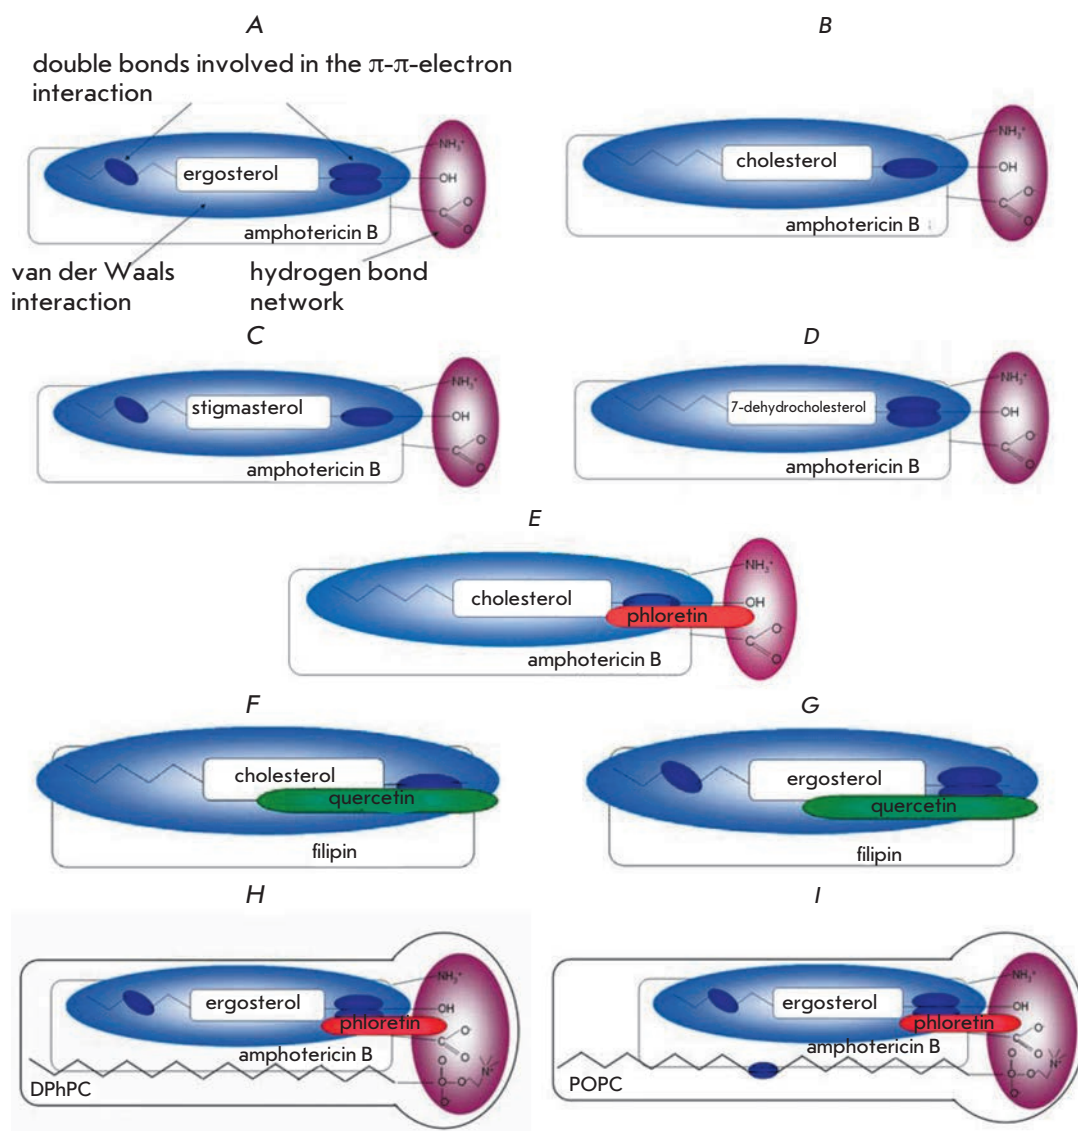 A
B
double bonds involved in the π-π-electron
interaction
NH₃⁺
ergosterol
OH
O
C
O
amphotericin B
NH₃⁺
cholesterol
OH
O
C
O
amphotericin B
van der Waals
interaction
hydrogen bond
network
C
D
NH₃⁺
stigmasterol
OH
O⁻
C
O
amphotericin B
NH₃⁺
7-dehydrocholesterol
OH
O⁻
C
O
amphotericin B
E
NH₃⁺
cholesterol
OH
phloretin
O⁻
C
O
amphotericin B
F
G
cholesterol
quercetin
filipin
ergosterol
quercetin
filipin
H
I
NH₃⁺
ergosterol
OH
phloretin
O⁻
C
O
amphotericin B
DPhPC
O
O P O
O⁻
N⁺
NH₃⁺
ergosterol
OH
phloretin
O⁻
C
O
amphotericin B
POPC
O
O P O
O⁻
N⁺